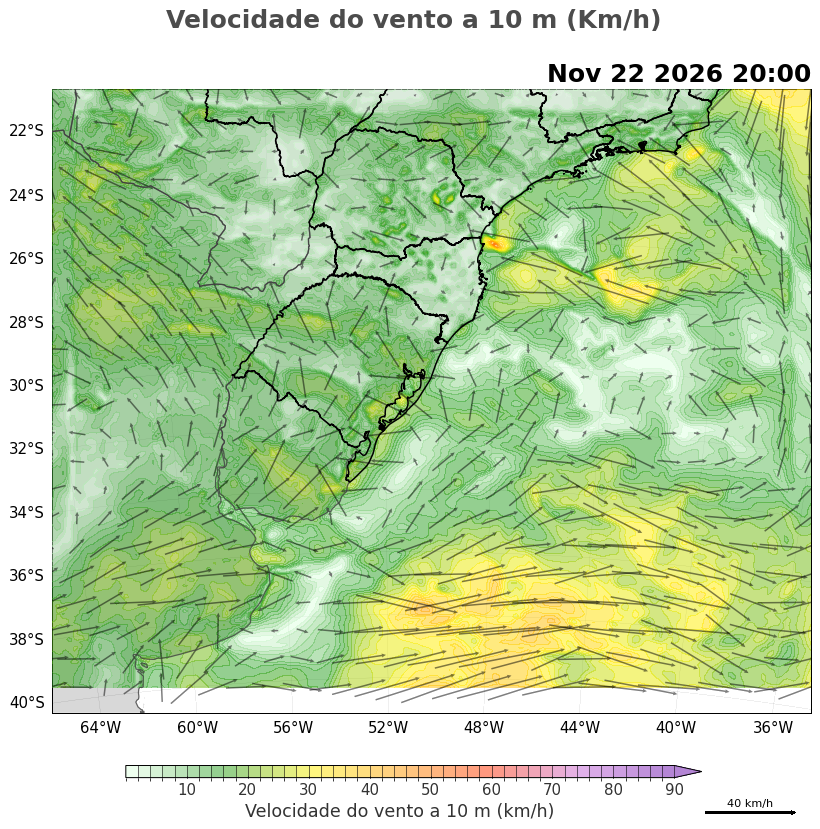 Velocidade do vento a 10 m (Km/h)
Nov 22 2026 20:00
22°S
24°S
26°S
28°S
30°S
32°S
34°S
36°S
38°S
40°S
64°W 60°W 56°W 52°W 48°W 44°W 40°W 36°W
10 20 30 40 50 60 70 80 90
Velocidade do vento a 10 m (km/h)
40 km/h